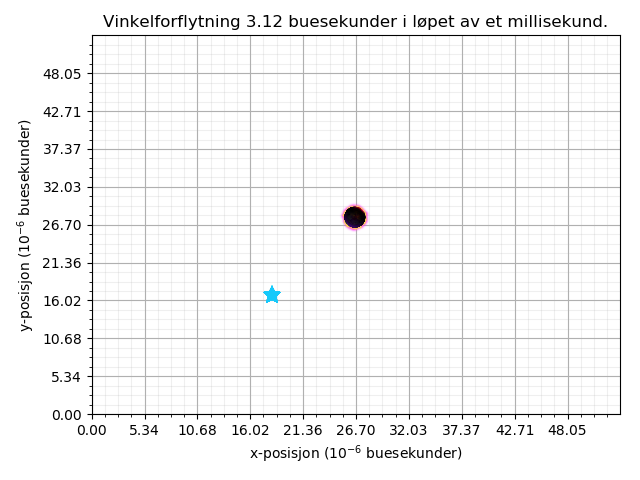 Vinkelforflytning 3.12 buesekunder i løpet av et millisekund.
48.05
42.71
37.37
32.03
26.70
21.36
16.02
10.68
5.34
0.00
y-posisjon (10⁻⁶ buesekunder)
0.00 5.34 10.68 16.02 21.36 26.70 32.03 37.37 42.71 48.05
x-posisjon (10⁻⁶ buesekunder)